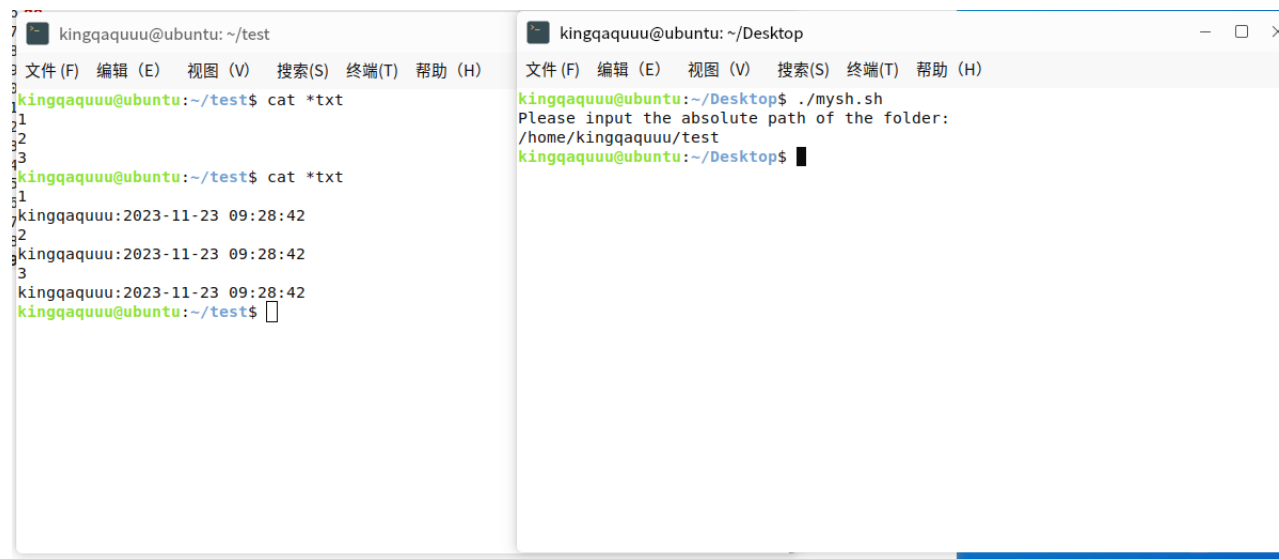 kingqaquuu@ubuntu: ~/test
文件(F) 编辑（E） 视图（V） 搜索(S) 终端(T) 帮助（H）
kingqaquuu@ubuntu:~/test$ cat *txt
1
2
3
kingqaquuu@ubuntu:~/test$ cat *txt
1
kingqaquuu:2023-11-23 09:28:42
2
kingqaquuu:2023-11-23 09:28:42
3
kingqaquuu:2023-11-23 09:28:42
kingqaquuu@ubuntu:~/test$
kingqaquuu@ubuntu: ~/Desktop
文件(F) 编辑（E） 视图（V） 搜索(S) 终端(T) 帮助（H）
kingqaquuu@ubuntu:~/Desktop$ ./mysh.sh
Please input the absolute path of the folder:
/home/kingqaquuu/test
kingqaquuu@ubuntu:~/Desktop$